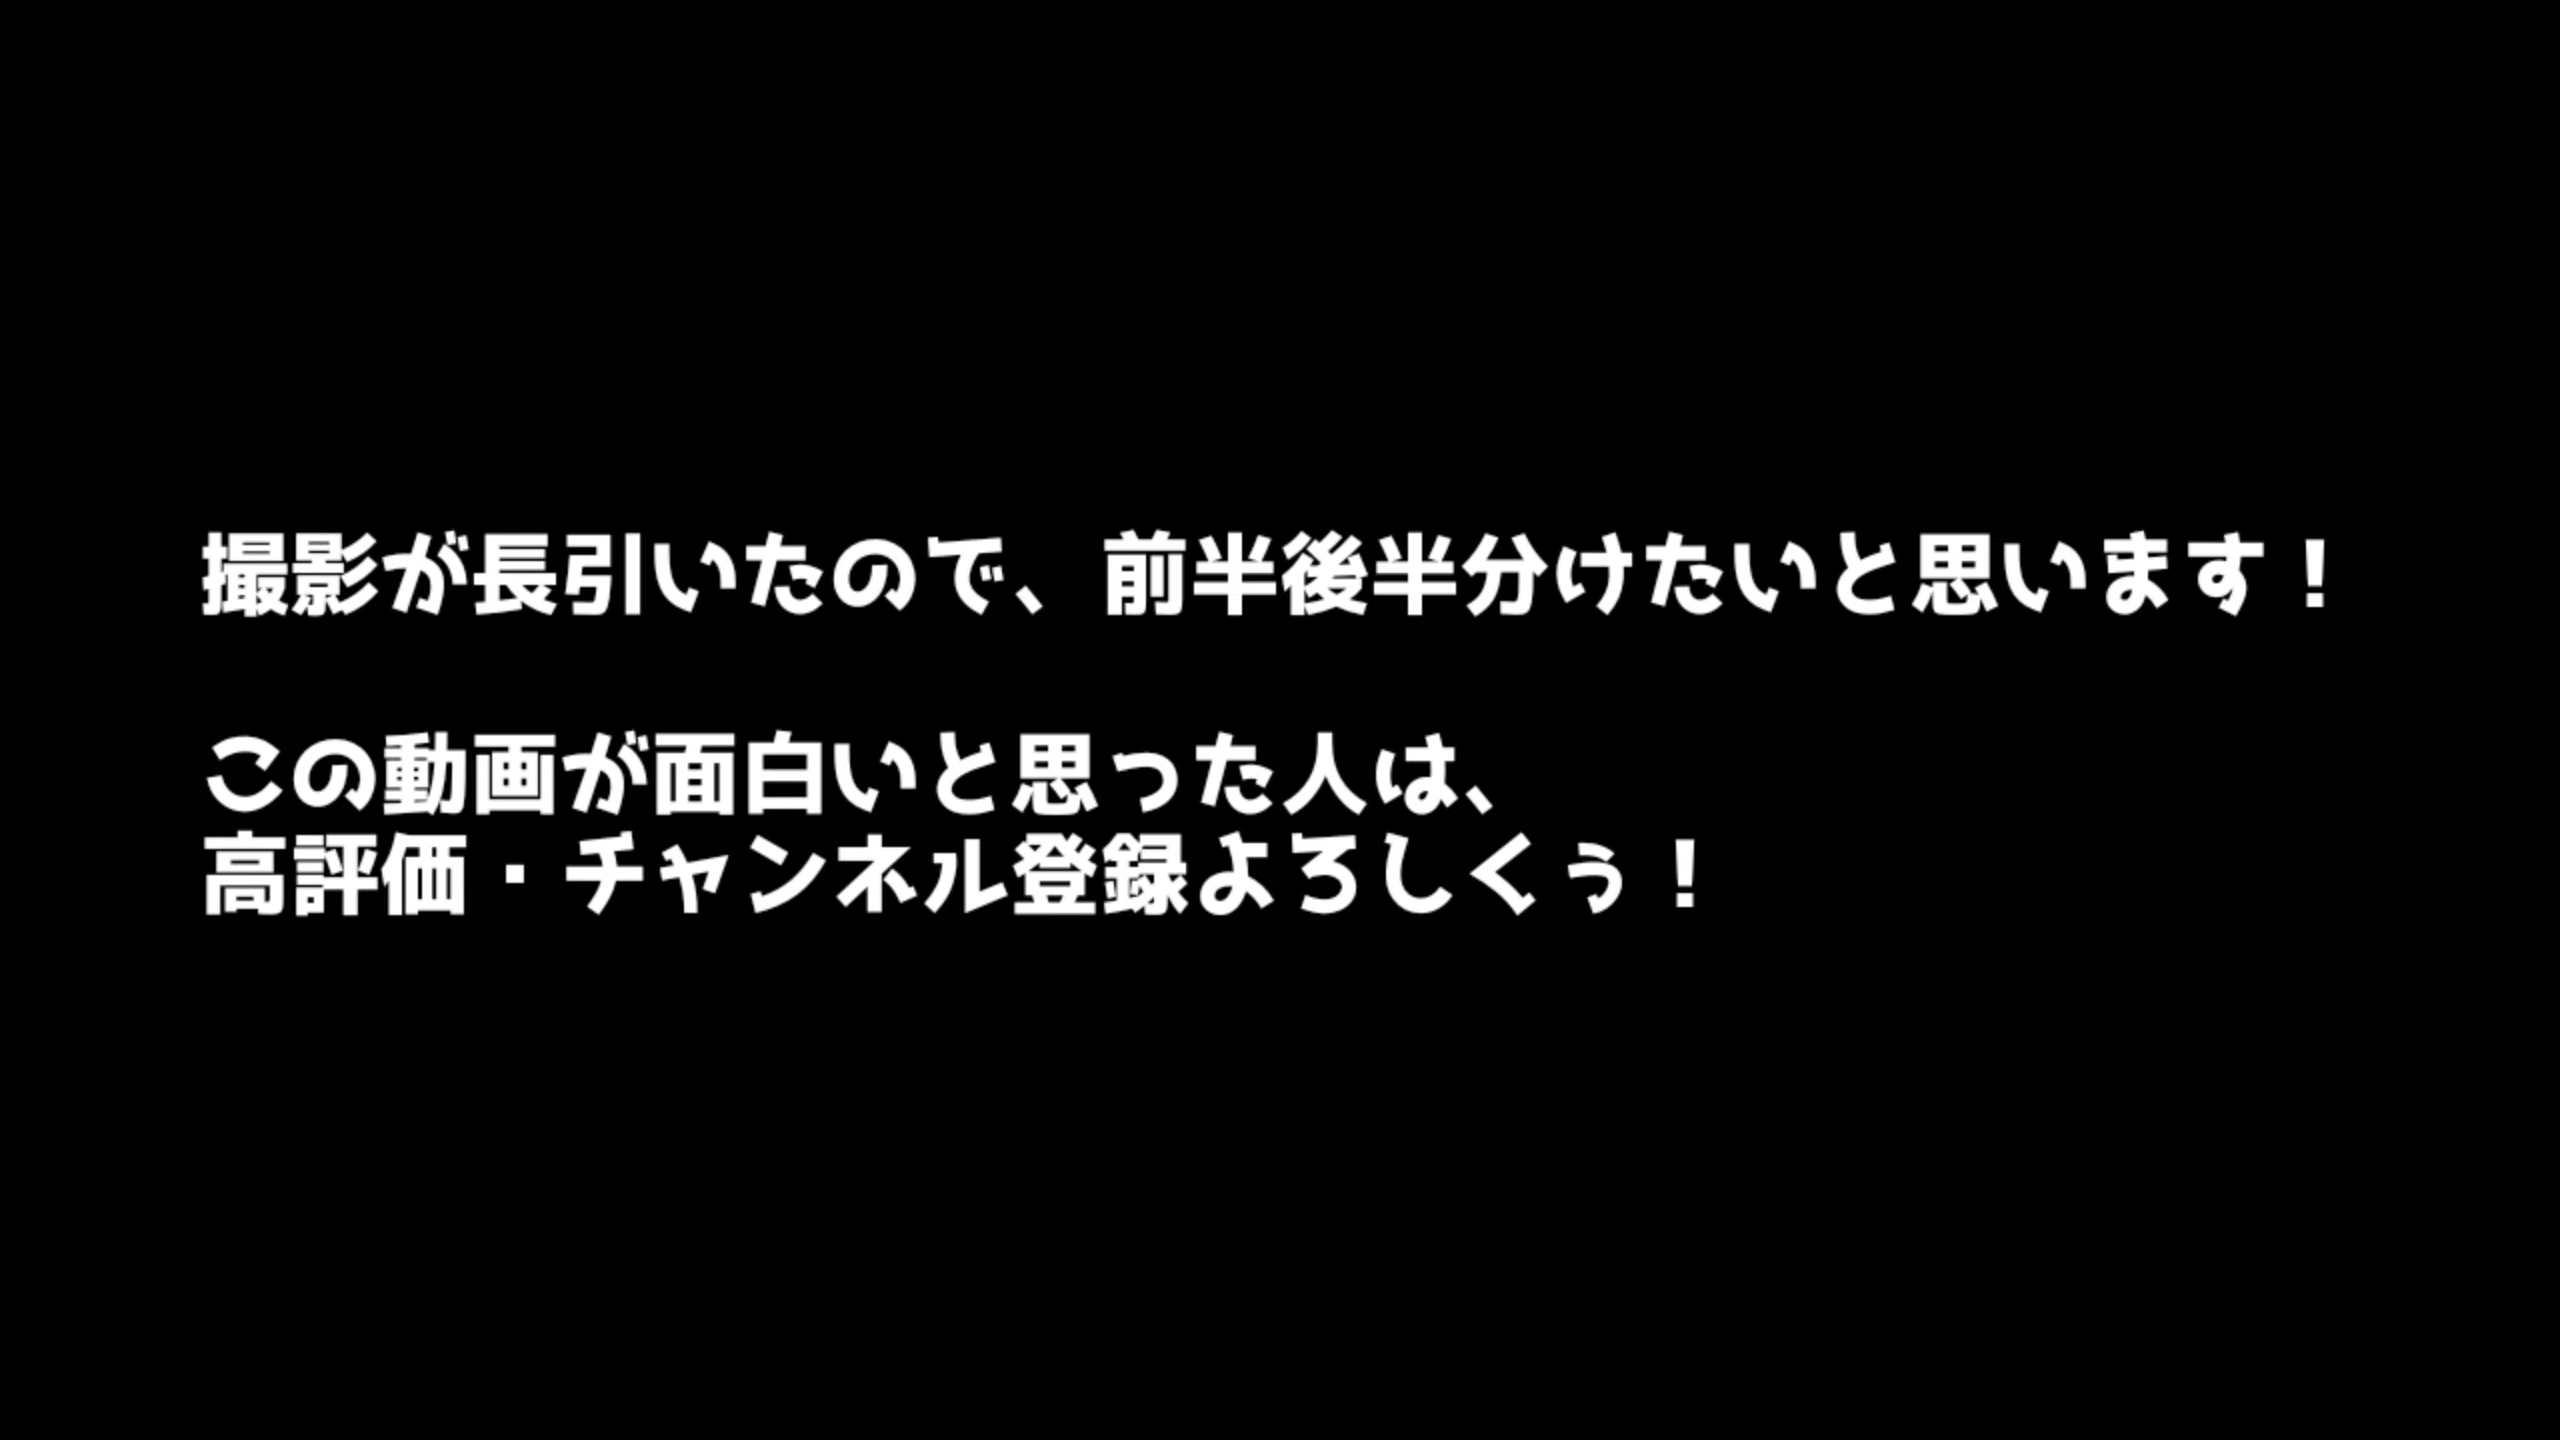 撮影が長引いたので、前半後半分けたいと思います！
この動画が面白いと思った人は、
高評価・チャンネル登録よろしくぅ！